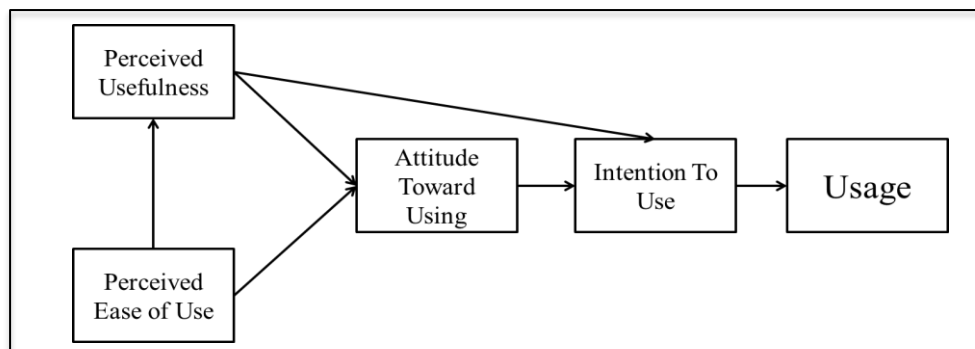 Perceived
Usefulness
Attitude
Toward
Using
Intention To
Use
Usage
Perceived
Ease of Use